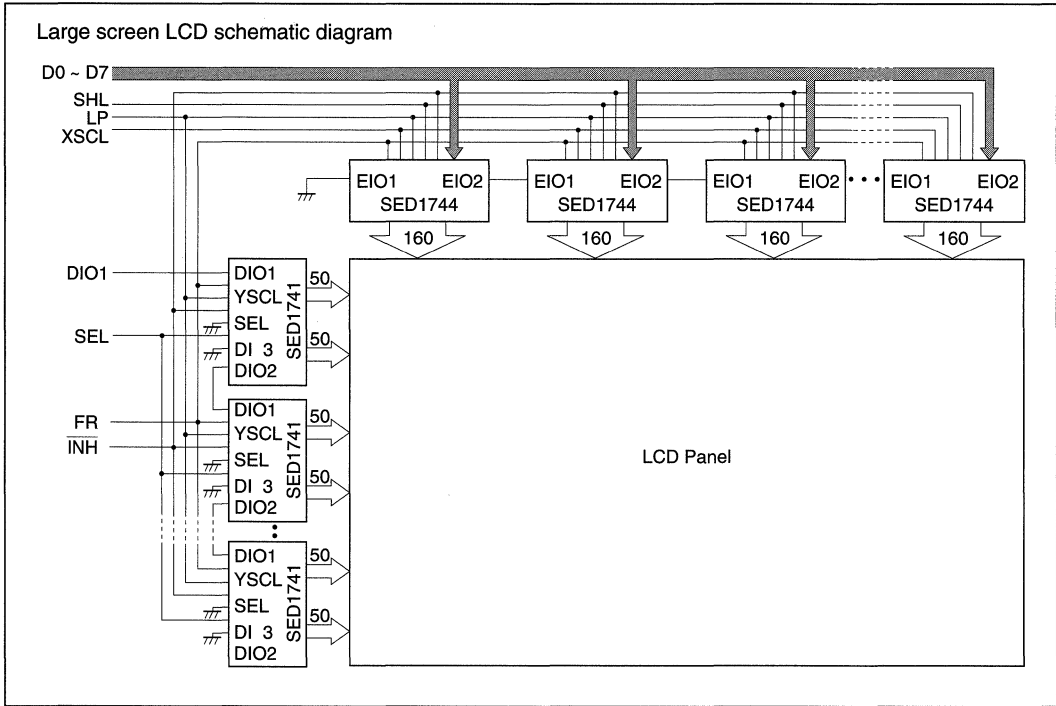 Large screen LCD schematic diagram
D0 ~ D7
SHL
LP
XSCL
EIO1 EIO2
SED1744
EIO1 EIO2
SED1744
EIO1 EIO2
SED1744
EIO1 EIO2
SED1744
160
160
160
160
DIO1
SEL
FR
INH
DIO1
YSCL
SEL
DI 3
DIO2
SED1741
50
50
DIO1
YSCL
SEL
DI 3
DIO2
SED1741
50
50
DIO1
YSCL
SEL
DI 3
DIO2
SED1741
50
50
LCD Panel